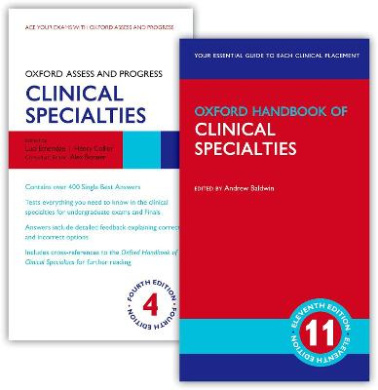 ACE YOUR EXAMS WITH OXFORD ASSESS AND PROGRESS
OXFORD ASSESS AND PROGRESS
CLINICAL
SPECIALTIES
Contains over 400 Single Best Answers
Tests everything you need to know in the clinical
specialties for undergraduate exams and Finals
Answers include detailed feedback explaining correct
and incorrect options
Includes cross-references to the Oxford Handbook of
Clinical Specialties for further reading
FOURTH EDITION • FOURTH EDITION •
4
YOUR ESSENTIAL GUIDE TO EACH CLINICAL PLACEMENT
OXFORD HANDBOOK OF
CLINICAL
SPECIALTIES
EDITED BY Andrew Baldwin
ELEVENTH EDITION • ELEVENTH EDITION •
11